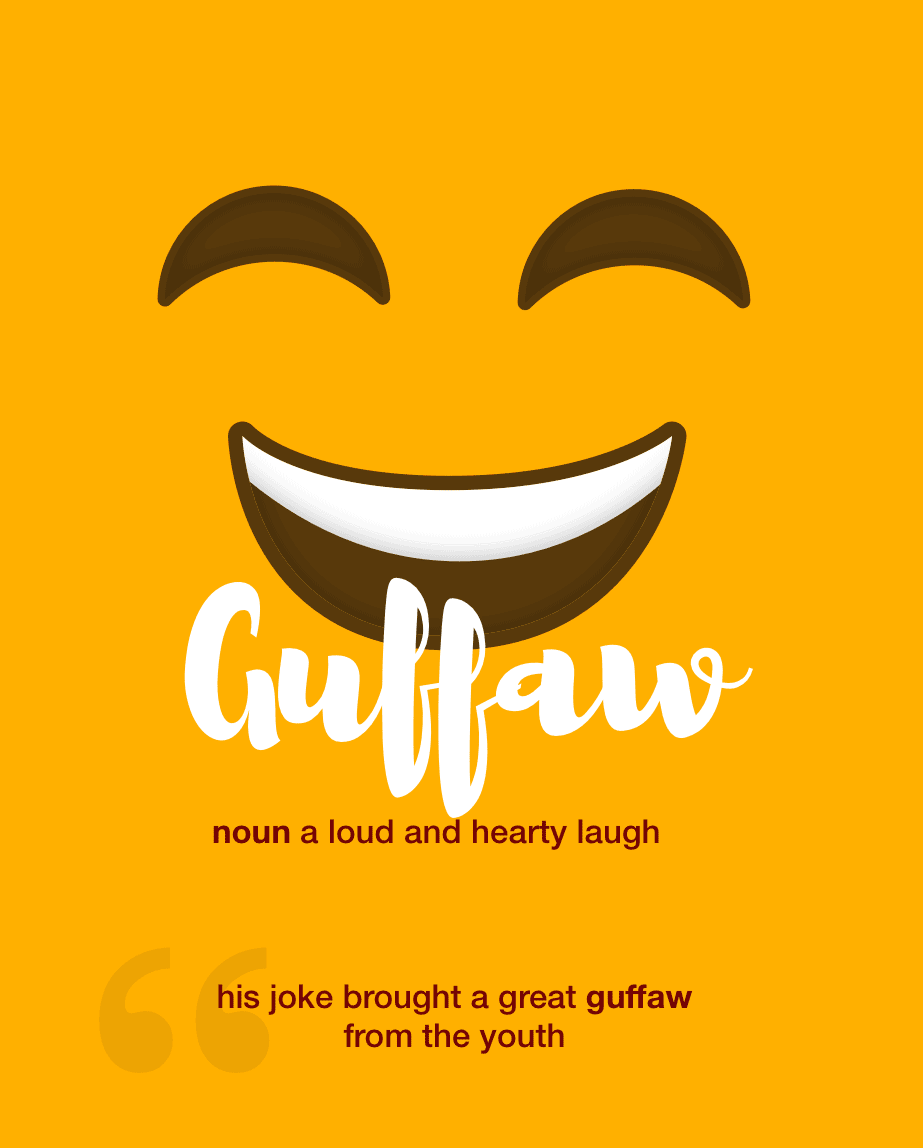 Guffaw
noun a loud and hearty laugh
“
his joke brought a great guffaw
from the youth